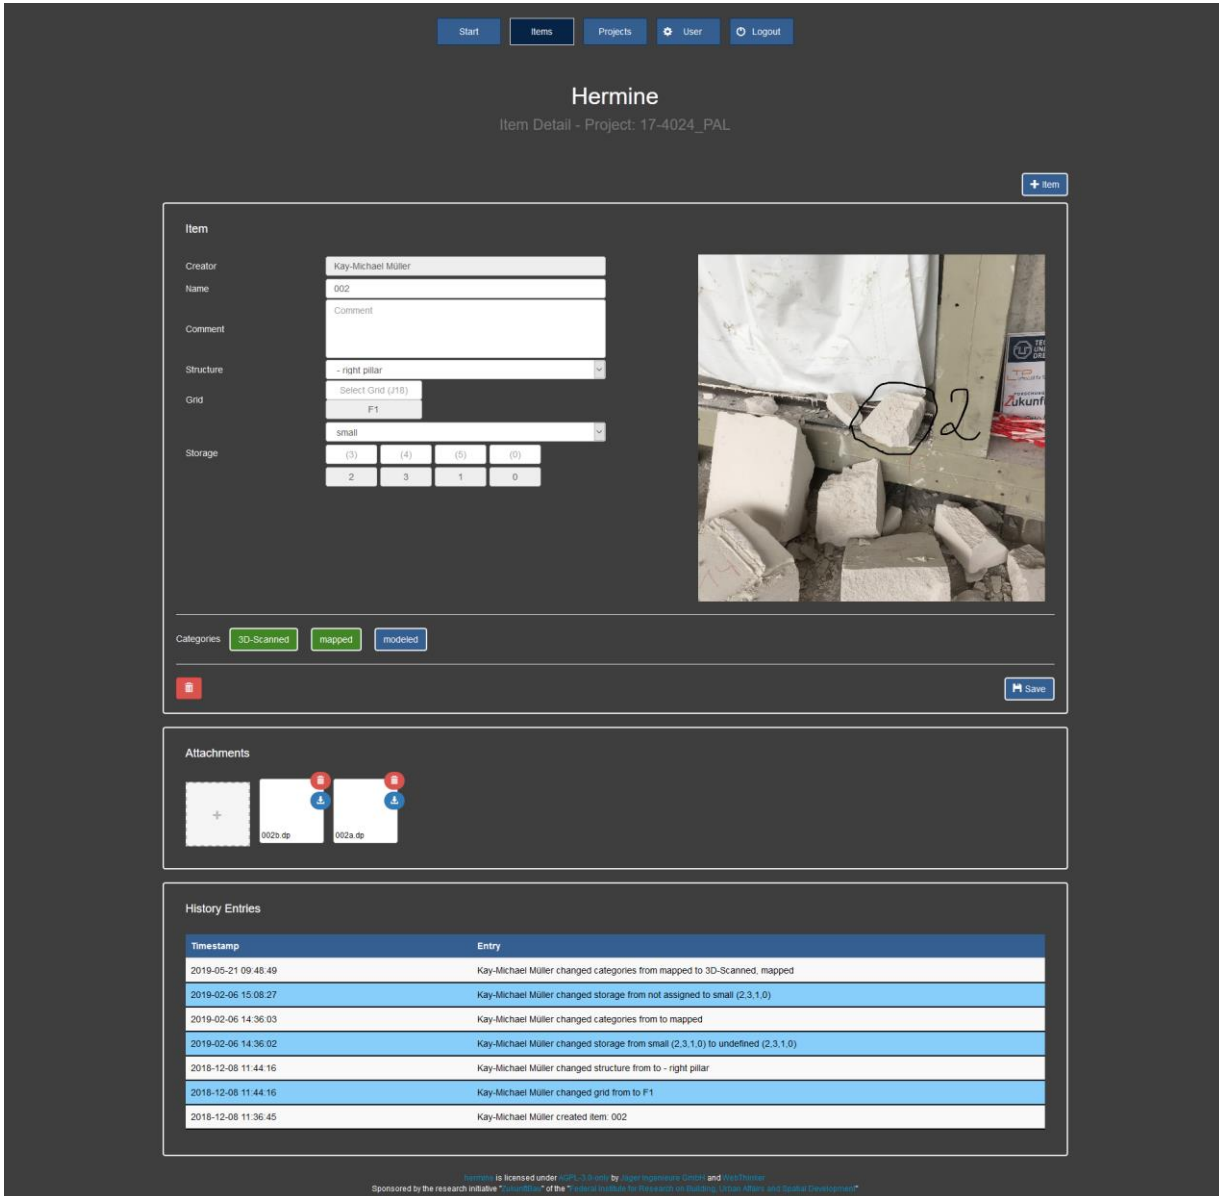 Start Items Projects User Logout
Hermine
Item Detail - Project: 17-4024_PAL
Item
Item
Creator Kay-Michael Müller
Name 002
Comment Comment
Structure - right pillar
Grid Select Grid (J18)
F1
small
Storage (3) (4) (5) (0)
2 3 1 0
2
Zukunf
Categories 3D-Scanned mapped modeled
Save
Attachments
+
002b.dp 002a.dp
History Entries
Timestamp Entry
2019-05-21 09:48:49 Kay-Michael Müller changed categories from mapped to 3D-Scanned, mapped
2019-02-06 15:08:27 Kay-Michael Müller changed storage from not assigned to small (2,3,1,0)
2019-02-06 14:36:03 Kay-Michael Müller changed categories from to mapped
2019-02-06 14:36:02 Kay-Michael Müller changed storage from small (2,3,1,0) to undefined (2,3,1,0)
2018-12-08 11:44:16 Kay-Michael Müller changed structure from to - right pillar
2018-12-08 11:44:16 Kay-Michael Müller changed grid from to F1
2018-12-08 11:36:45 Kay-Michael Müller created item: 002
hermine is licensed under AGPL-3.0-only by Jäger Ingenieure GmbH and WebThinker
Sponsored by the research initiative "ZukunftBau" of the "Federal Institute for Research on Building, Urban Affairs and Spatial Development"